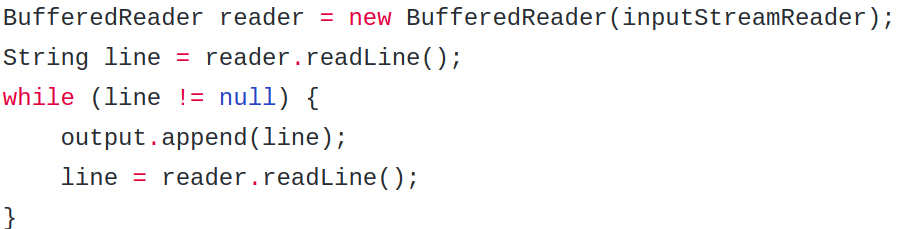 BufferedReader reader = new BufferedReader(inputStreamReader);
String line = reader.readLine();
while (line != null) {
    output.append(line);
    line = reader.readLine();
}